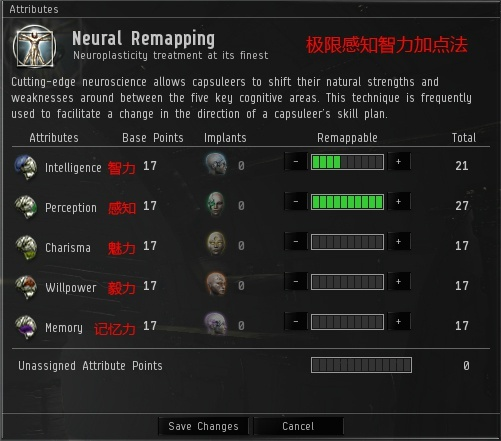 Attributes
Neural Remapping
极限感知智力加点法
Neuroplasticity treatment at its finest
Cutting-edge neuroscience allows capsuleers to shift their natural strengths and
weaknesses around between the five key cognitive areas. This technique is frequently
used to facilitate a change in the direction of a capsuleer's skill plan.
Attributes Base Points Implants Remappable Total
Intelligence 智力 17 0 - + 21
Perception 感知 17 0 - + 27
Charisma 魅力 17 0 - + 17
Willpower 毅力 17 0 - + 17
Memory 记忆力 17 0 - + 17
Unassigned Attribute Points 0
Save Changes Cancel